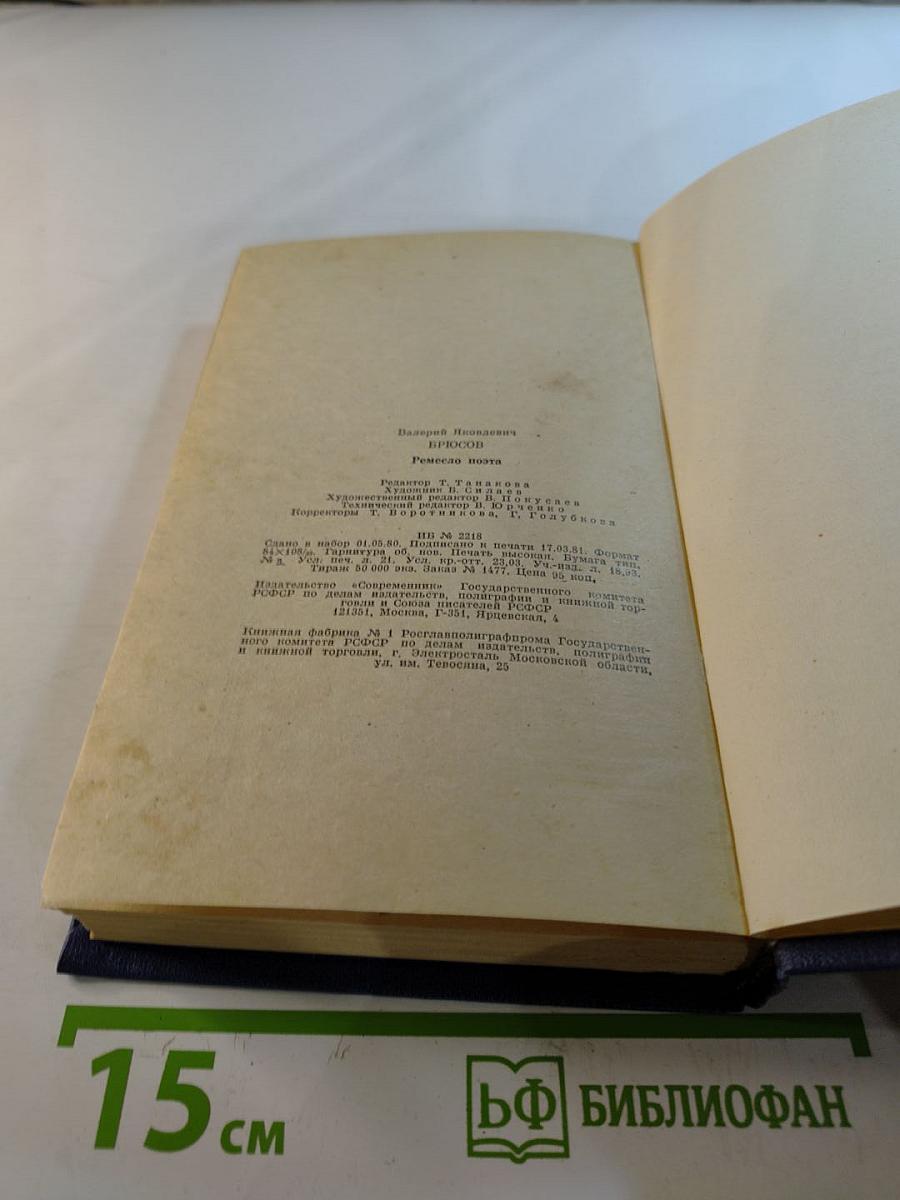 Валерий Яковлевич
БРЮСОВ
Ремесло поэта
Редактор Т. Танакова
Художник В. Силаев
Художественный редактор В. Покусаев
Технический редактор В. Юрченко
Корректоры Т. Воротникова, Г. Голубкова
ИБ № 2218
Сдано в набор 01.05.80. Подписано к печати 17.03.81. Формат
84×108/ Гарнитура об. нов. Печать высокая. Бумага тип.
№ Усл. печ. л. 21. Усл. кр.-отт. 23,03. Уч.-изд. л. 18,93.
Тираж 50 000 экз. Заказ № 1477. Цена 95 коп.
Издательство «Современник» Государственного комитета
РСФСР по делам издательств, полиграфии и книжной тор-
говли и Союза писателей РСФСР
121351, Москва, Г-351, Ярцевская, 4
Книжная фабрика № 1 Росглавполиграфпрома Государствен-
ного комитета РСФСР по делам издательств, полиграфии
и книжной торговли, г. Электросталь Московской области,
ул. им. Тевосяна, 25
15 см
ЬФ БИБЛИОФАН